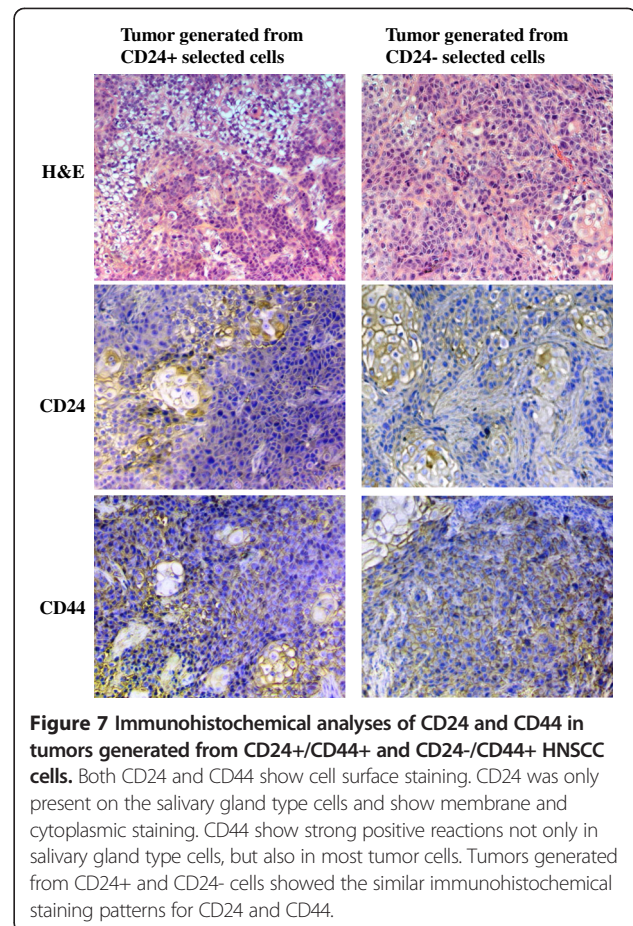 Tumor generated from
CD24+ selected cells
Tumor generated from
CD24- selected cells
H&E
CD24
CD44
Figure 7 Immunohistochemical analyses of CD24 and CD44 in
tumors generated from CD24+/CD44+ and CD24-/CD44+ HNSCC
cells. Both CD24 and CD44 show cell surface staining. CD24 was only
present on the salivary gland type cells and show membrane and
cytoplasmic staining. CD44 show strong positive reactions not only in
salivary gland type cells, but also in most tumor cells. Tumors generated
from CD24+ and CD24- cells showed the similar immunohistochemical
staining patterns for CD24 and CD44.